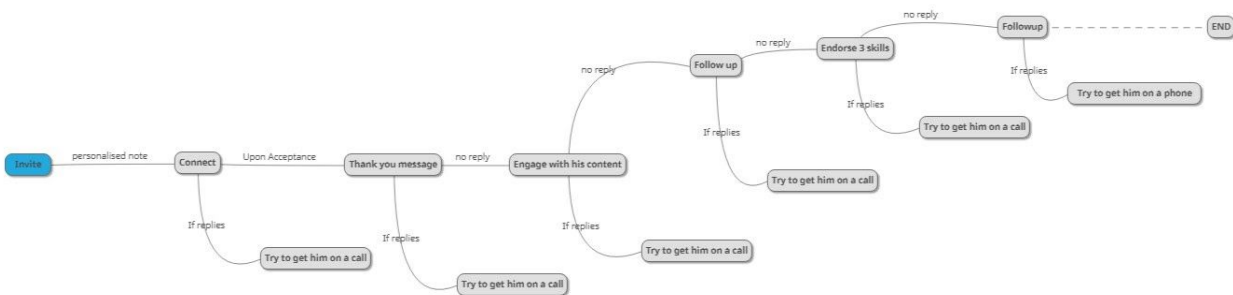 Invite
personalised note
Connect
Upon Acceptance
Thank you message
no reply
Engage with his content
no reply
Follow up
no reply
Endorse 3 skills
no reply
Followup
END
If replies
Try to get him on a call
If replies
Try to get him on a call
If replies
Try to get him on a call
If replies
Try to get him on a call
If replies
Try to get him on a call
If replies
Try to get him on a phone